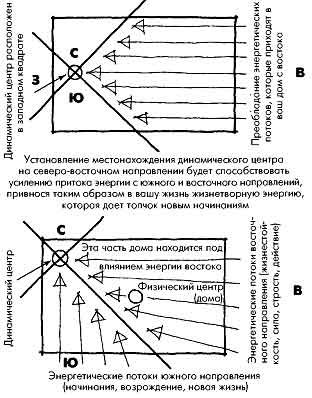 Динамический центр росположен
в западном квадрате
С
З
Ю
В
Преобладание энергетических
потоков, которые приходят в
ваш дом с востока
Установление местонахождения динамического центра
на северо-восточном направлении будет способствовать
усилению притока энергии с южного и восточного направлений,
привнося таким образом в вашу жизнь жизнетворную энергию,
которая дает толчок новым начинаниям
С
Динамический центр
Эта часть дома находится под
влиянием энергии востока
Физический центр
(дома)
В
Энергетические потоки восточ-
ного направления (жизнестой-
кость, сила, страсть, действие)
Ю
Энергетические потоки южного направления
(начинания, возрождение, новая жизнь)